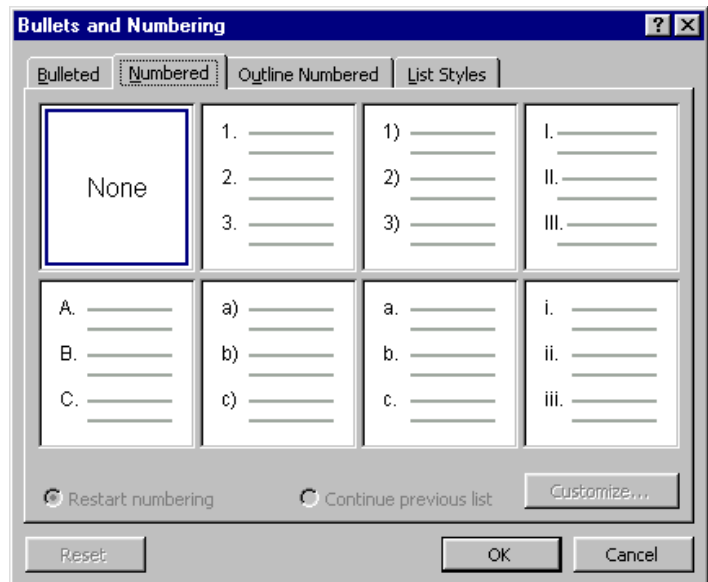 Bullets and Numbering
Bulleted Numbered Outline Numbered List Styles
None
1.
2.
3.
1)
2)
3)
I.
II.
III.
A.
B.
C.
a)
b)
c)
a.
b.
c.
i.
ii.
iii.
Restart numbering Continue previous list Customize...
Reset OK Cancel